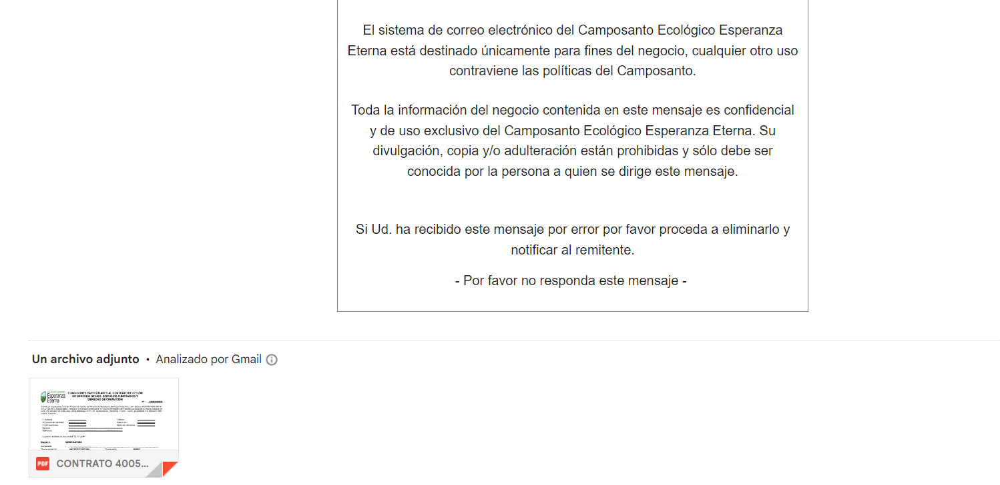 El sistema de correo electrónico del Camposanto Ecológico Esperanza
Eterna está destinado únicamente para fines del negocio, cualquier otro uso
contraviene las políticas del Camposanto.
Toda la información del negocio contenida en este mensaje es confidencial
y de uso exclusivo del Camposanto Ecológico Esperanza Eterna. Su
divulgación, copia y/o adulteración están prohibidas y sólo debe ser
conocida por la persona a quien se dirige este mensaje.
Si Ud. ha recibido este mensaje por error por favor proceda a eliminarlo y
notificar al remitente.
- Por favor no responda este mensaje -
Un archivo adjunto • Analizado por Gmail
Esperanza
Eterna
CONDICIONES PARTICULARES AL CONTRATO DE CESIÓN
DE DERECHO DE USO, SERVICIOS FUNERARIOS Y
DERECHO DE CREMACIÓN
GENERALIDADES
PDF CONTRATO 4005...